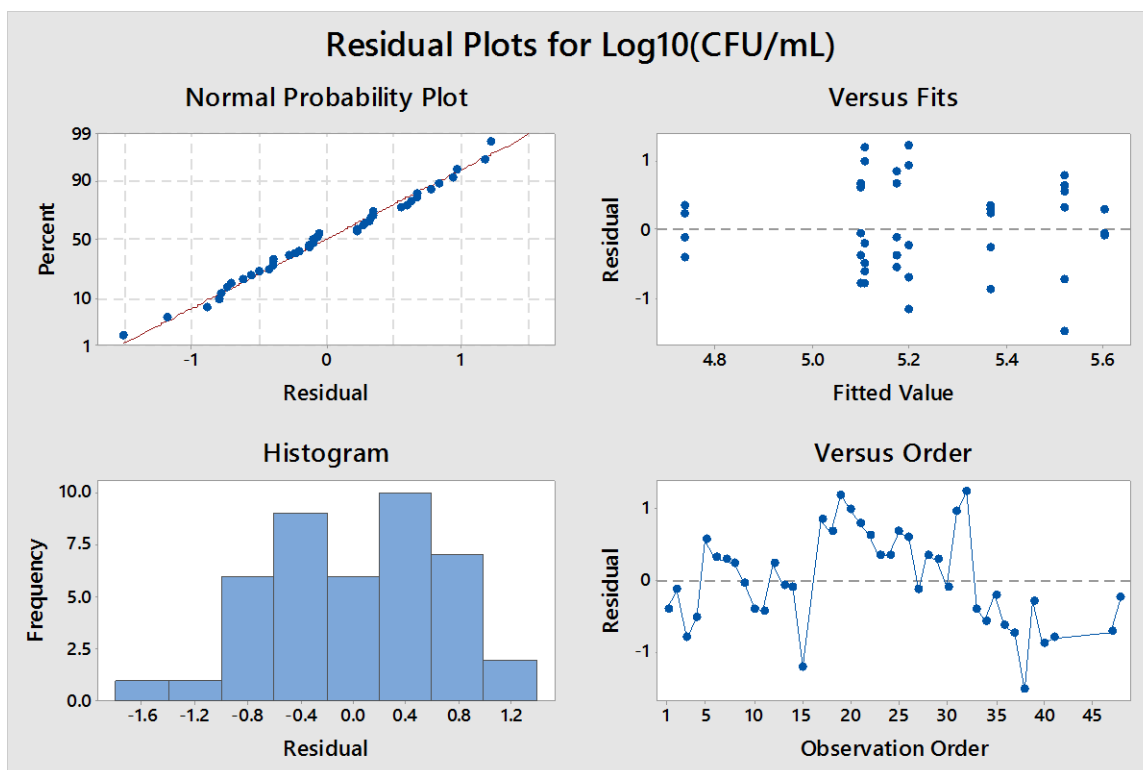 Residual Plots for Log10(CFU/mL)
Normal Probability Plot
99
90
50
10
1
Percent
-1 0 1
Residual
Versus Fits
1
0
-1
Residual
4.8 5.0 5.2 5.4 5.6
Fitted Value
Histogram
10.0
7.5
5.0
2.5
0.0
Frequency
-1.6 -1.2 -0.8 -0.4 0.0 0.4 0.8 1.2
Residual
Versus Order
1
0
-1
Residual
1 5 10 15 20 25 30 35 40 45
Observation Order